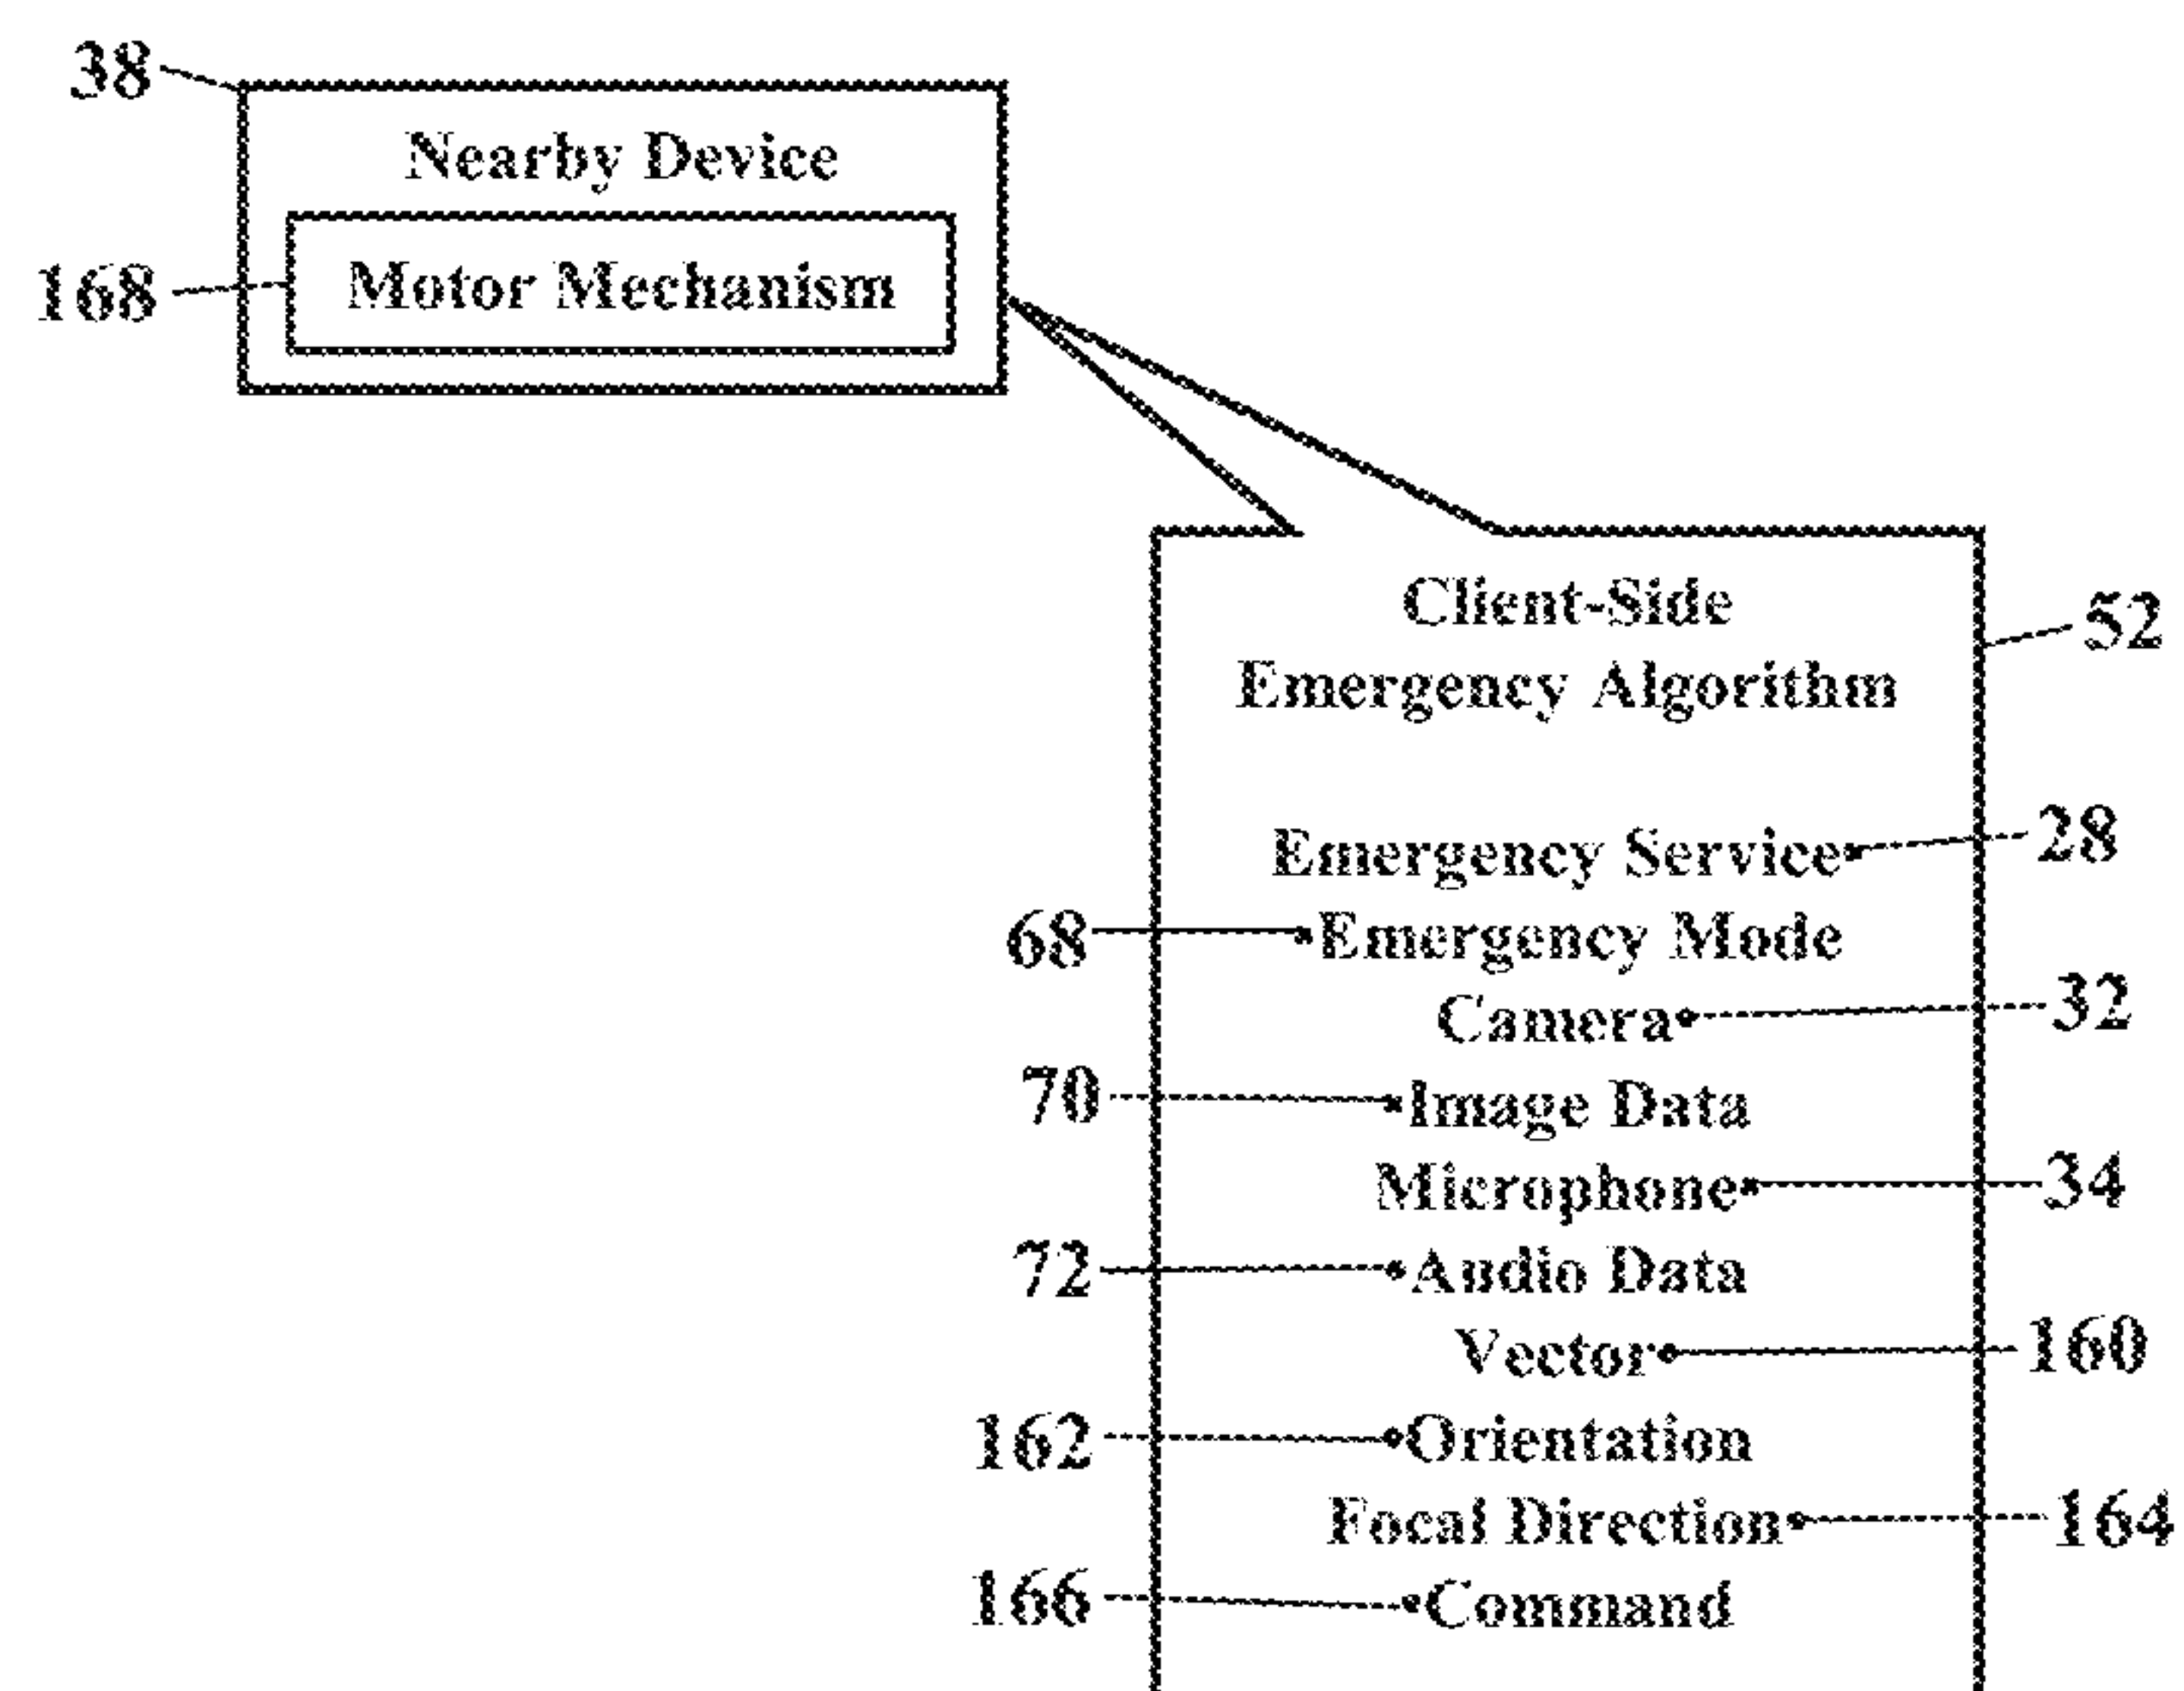 38
Nearby Device
168 Motor Mechanism
Client-Side
52
Emergency Algorithm
Emergency Service 28
68 Emergency Mode
Camera 32
70 Image Data
Microphone 34
72 Audio Data
Vector 160
162 Orientation
Focal Direction 164
166 Command